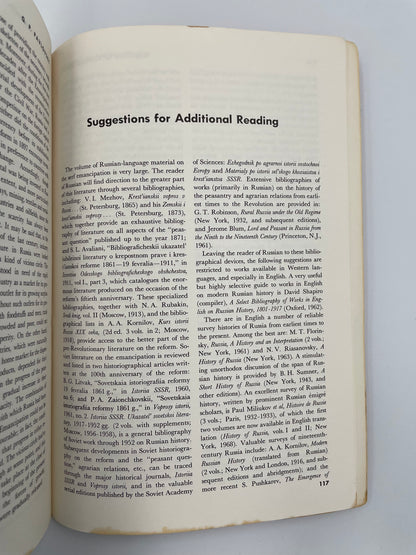 Suggestions for Additional Reading
The volume of Russian-language material on
the serf emancipation is very large. The reader
of Russian will find direction to the greater part
of this literature through several bibliographies,
including: V. I. Mezhov, Krest'ianskii vopros v
(St. Petersburg, 1865) and his Zemskii i
krest'ianskii voprosy (St. Petersburg, 1873),
which together provide an exhaustive bibliog-
raphy of literature on all aspects of the "peas-
ant question" published up to the year 1871;
and S. L. Avaliani, "Bibliograficheskii ukazatel'
iubileinoi literatury o krepostnom prave i kres-
t'ianskoi reforme 1861—19 fevralia—1911," in
Izvestiia Odesskogo bibliograficheskogo obshchestva,
1911, vol I., part 3, which catalogs the enor-
mous literature produced on the occasion of the
reform's fiftieth anniversary. These specialized
bibliographies, together with N. A. Rubakin,
Sredi knig, vol. II (Moscow, 1913), and the biblio-
graphical notes in A. A. Kornilov, Kurs istorii
Rossii XIX veka, (2d ed. in 3 vols.; Moscow,
1918), provide access to the better part of the
pre-Revolutionary literature on the reform. So-
viet literature on the emancipation is reviewed
and listed in two historiographical articles writ-
ten at the 100th anniversary of the reform:
B. G. Litvak, "Sovetskaia istoriografiia reformy
19 fevralia 1861 g.," in Istoriia SSSR, 1960,
no. 6; and P. A. Zaionchkovskii, "Sovetskaia
istoriografiia reformy 1861 g.," Voprosy istorii,
1961, no. 2. Istoriia SSSR. Ukazatel' sovetskoi litera-
tury, 1917-1952 gg. (2 vols. with supplements;
Moscow, 1956-1958), is a general bibliography
of Soviet work through 1952 on Russian history.
Subsequent developments in Soviet historiog-
raphy on the reform and the "peasant ques-
tion," agrarian relations, etc., can be traced
through the major historical journals, Istoriia
SSSR and Voprosy istorii, and in the valuable
serial editions published by the Soviet Academy
of Sciences: Ezhegodnik po agrarnoi istorii vostochnoi
Evropy and Materialy po istorii sel'skogo khoziaistva i
krest'ianstva SSSR. Extensive bibliographies of
works (primarily in Russian) on the history of
the peasantry and agrarian relations from earli-
est times to the Revolution are provided in:
G. T. Robinson, Rural Russia under the Old Regime
(New York, 1932, and subsequent editions), and
Jerome Blum, Lord and Peasant in Russia from
the Ninth to the Nineteenth Century (Princeton, N.J.,
1961).
Leaving the reader of Russian to these biblio-
graphical devices, the following suggestions are
restricted to works available in Western lan-
guages, and especially in English. A very useful
but highly selective guide to works in English
on modern Russian history is David Shapiro
(compiler), A Select Bibliography of Works in Eng-
lish on Russian History, 1801-1917 (Oxford, 1962).
There are in English a number of reliable
survey histories of Russia from earliest times to
the present. Among the best are: M. T. Florin-
sky, Russia, A History and an Interpretation (2 vols.;
New York, 1961) and N. V. Riasanovsky, A
History of Russia (New York, 1963). A stimulat-
ing unorthodox discussion of the span of Rus-
sian history is provided by B. H. Sumner, A
Short History of Russia (New York, 1943, and
other editions). An excellent survey of Russian
history, written by prominent Russian émigré
scholars, is Paul Miliukov et al, Histoire de Russie
(3 vols.; Paris, 1932-1933), of which the first
two volumes are now available in English trans-
lation (History of Russia, vols. I and II; New
York, 1968). Valuable surveys of nineteenth-
century Russia include: A. A. Kornilov, Modern
Russian History (translated from Russian)
(2 vols.; New York and London, 1916, and sub-
sequent editions and abridgments); and the
more recent S. Pushkarev, The Emergence of
117